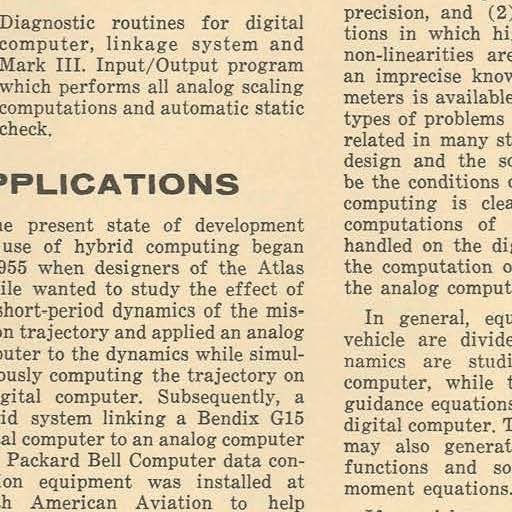 Diagnostic routines for digital
computer, linkage system and
Mark III. Input/Output program
which performs all analog scaling
computations and automatic static
check.
PPLICATIONS
he present state of development
use of hybrid computing began
955 when designers of the Atlas
ile wanted to study the effect of
short-period dynamics of the mis-
on trajectory and applied an analog
puter to the dynamics while simul-
ously computing the trajectory on
gital computer. Subsequently, a
id system linking a Bendix G15
al computer to an analog computer
Packard Bell Computer data con-
ion equipment was installed at
h American Aviation to help
precision, and (2)
tions in which hi
non-linearities are
an imprecise know
meters is available
types of problems
related in many st
design and the so
be the conditions o
computing is clea
computations of
handled on the dig
the computation o
the analog comput
In general, equ
vehicle are divide
namics are studi
computer, while t
guidance equations
digital computer. T
may also generat
functions and so
moment equations.